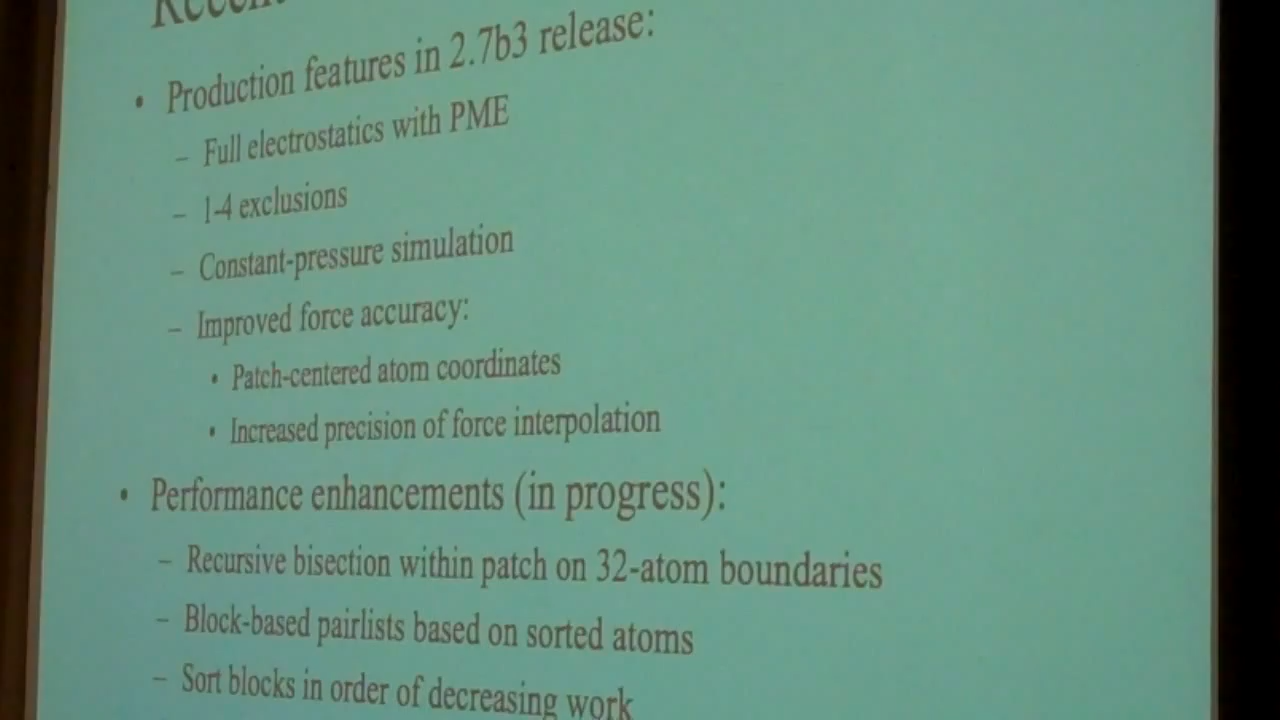 • Production features in 2.7b3 release:
– Full electrostatics with PME
– 1-4 exclusions
– Constant-pressure simulation
– Improved force accuracy:
• Patch-centered atom coordinates
• Increased precision of force interpolation
• Performance enhancements (in progress):
– Recursive bisection within patch on 32-atom boundaries
– Block-based pairlists based on sorted atoms
– Sort blocks in order of decreasing work